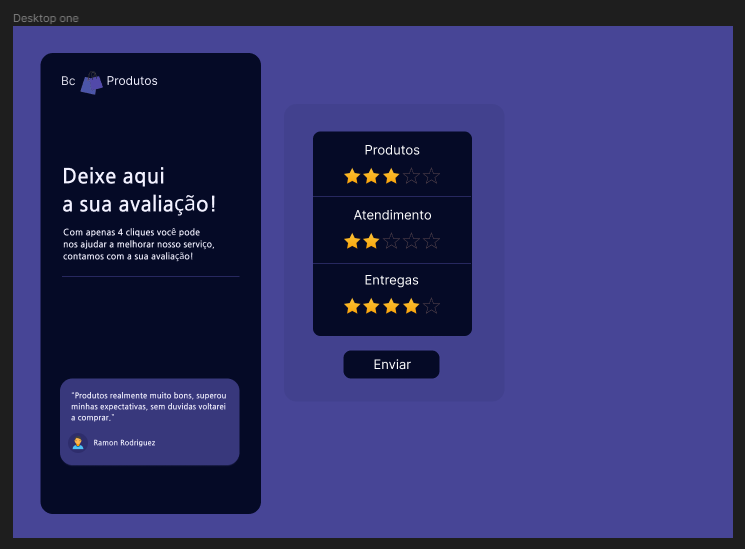 Desktop one
Bc Produtos
Deixe aqui
a sua avaliação!
Com apenas 4 cliques você pode
nos ajudar a melhorar nosso serviço,
contamos com a sua avaliação!
"Produtos realmente muito bons, superou
minhas expectativas, sem duvidas voltarei
a comprar."
Ramon Rodriguez
Produtos
Atendimento
Entregas
Enviar